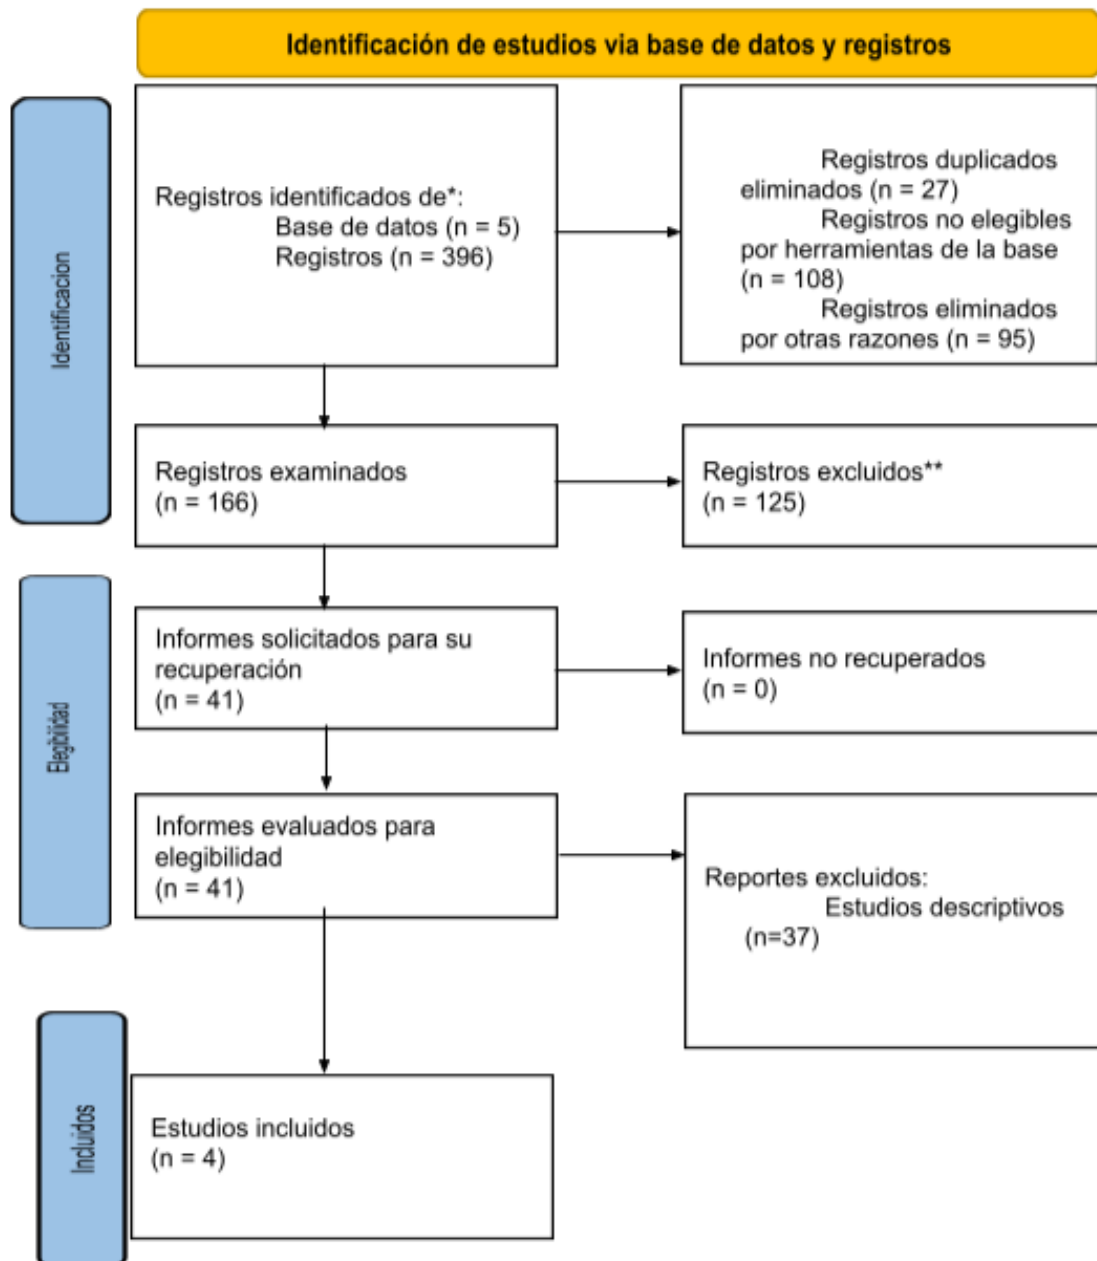 Identificación de estudios via base de datos y registros
Identificacion
Registros identificados de*:
Base de datos (n = 5)
Registros (n = 396)
Registros duplicados
eliminados (n = 27)
Registros no elegibles
por herramientas de la base
(n = 108)
Registros eliminados
por otras razones (n = 95)
Registros examinados
(n = 166)
Registros excluidos**
(n = 125)
Elegibilidad
Informes solicitados para su
recuperación
(n = 41)
Informes no recuperados
(n = 0)
Informes evaluados para
elegibilidad
(n = 41)
Reportes excluidos:
Estudios descriptivos
(n=37)
Incluidos
Estudios incluidos
(n = 4)